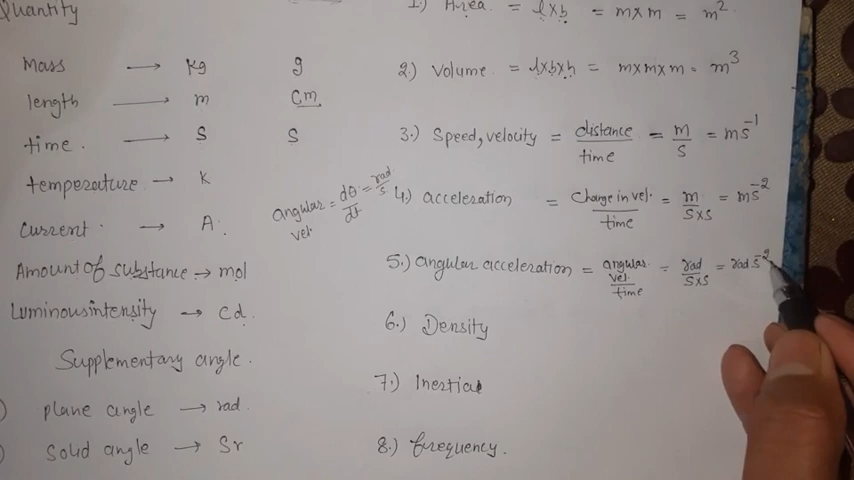 Quantity
Mass → Kg g
length → m cm
time. → S S
temperature → K
Current. → A.
Amount of substance → mol
Luminous intensity → Cd.
Supplementary angle.
plane angle → rad.
Solid angle → Sr
angular vel. = dθ/dt = rad/s
1.) Area = l×b = m×m = m²
2.) Volume = l×b×h = m×m×m = m³
3.) Speed, velocity = distance/time = m/s = ms⁻¹
4.) acceleration = Change in vel./time = m/s×s = ms⁻²
5.) angular acceleration = angular vel./time = rad/s×s = rad s⁻²
6.) Density
7.) Inertia
8.) frequency.